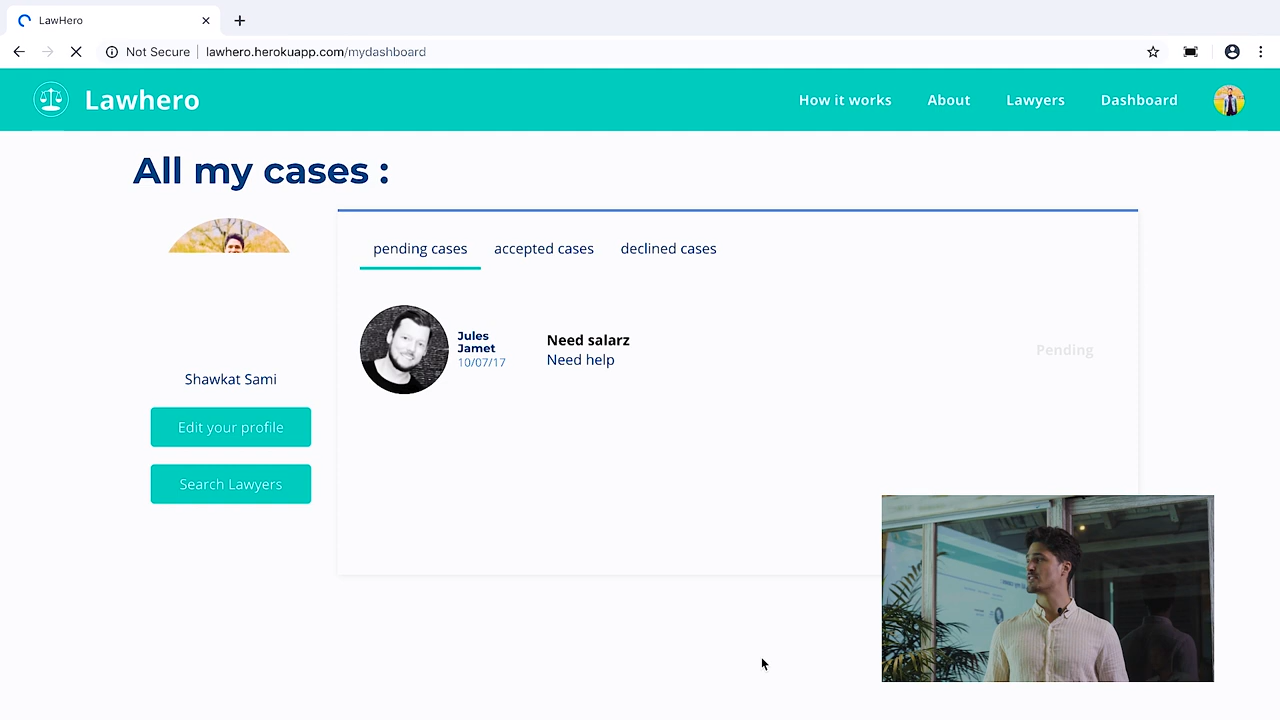 LawHero
Not Secure
lawhero.herokuapp.com/mydashboard
Lawhero
How it works
About
Lawyers
Dashboard
All my cases :
pending cases
accepted cases
declined cases
Jules
Jamet
10/07/17
Need salarz
Need help
Pending
Shawkat Sami
Edit your profile
Search Lawyers